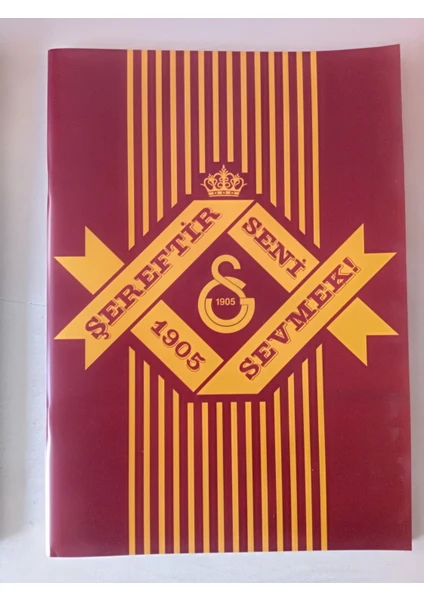 ŞEREFTİR
SENİ
1905
1905
SEVMEK!